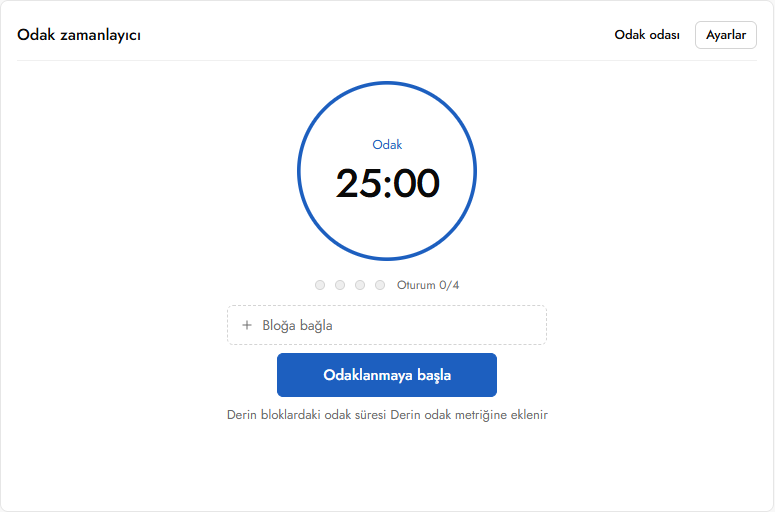 Odak zamanlayıcı
Odak odası
Ayarlar
Odak
25:00
Oturum 0/4
+ Bloğa bağla
Odaklanmaya başla
Derin bloklardaki odak süresi Derin odak metriğine eklenir